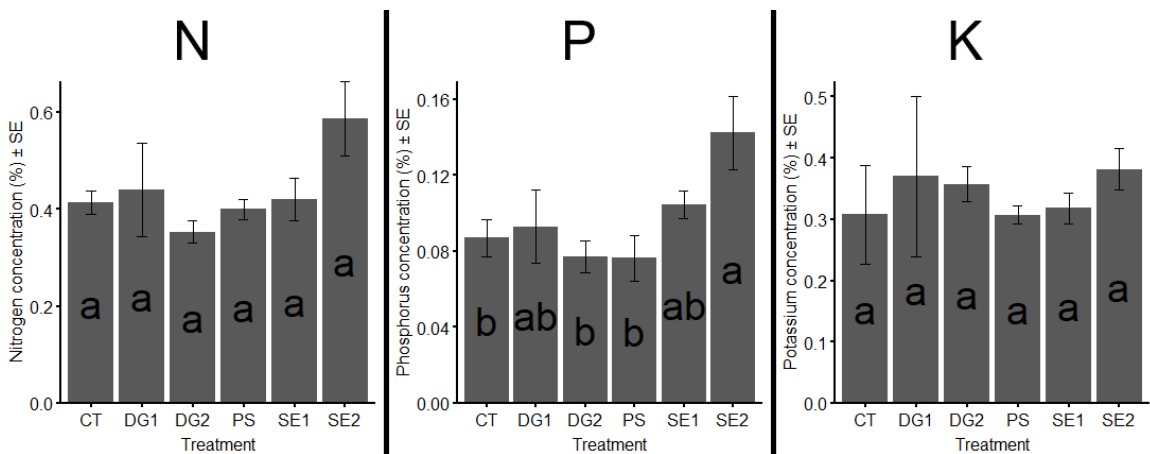 N
P
K
Nitrogen concentration (%) ± SE
0.6
0.4
0.2
0.0
a
a
a
a
a
a
CT DG1 DG2 PS SE1 SE2
Treatment
Phosphorus concentration (%) ± SE
0.16
0.12
0.08
0.04
0.00
b
ab
b
b
ab
a
CT DG1 DG2 PS SE1 SE2
Treatment
Potassium concentration (%) ± SE
0.5
0.4
0.3
0.2
0.1
0.0
a
a
a
a
a
a
CT DG1 DG2 PS SE1 SE2
Treatment